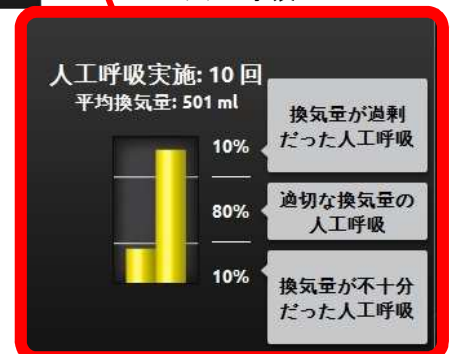 人工呼吸実施: 10 回
平均換気量: 501 ml
10%
換気量が過剰
だった人工呼吸
80%
適切な換気量の
人工呼吸
10%
換気量が不十分
だった人工呼吸